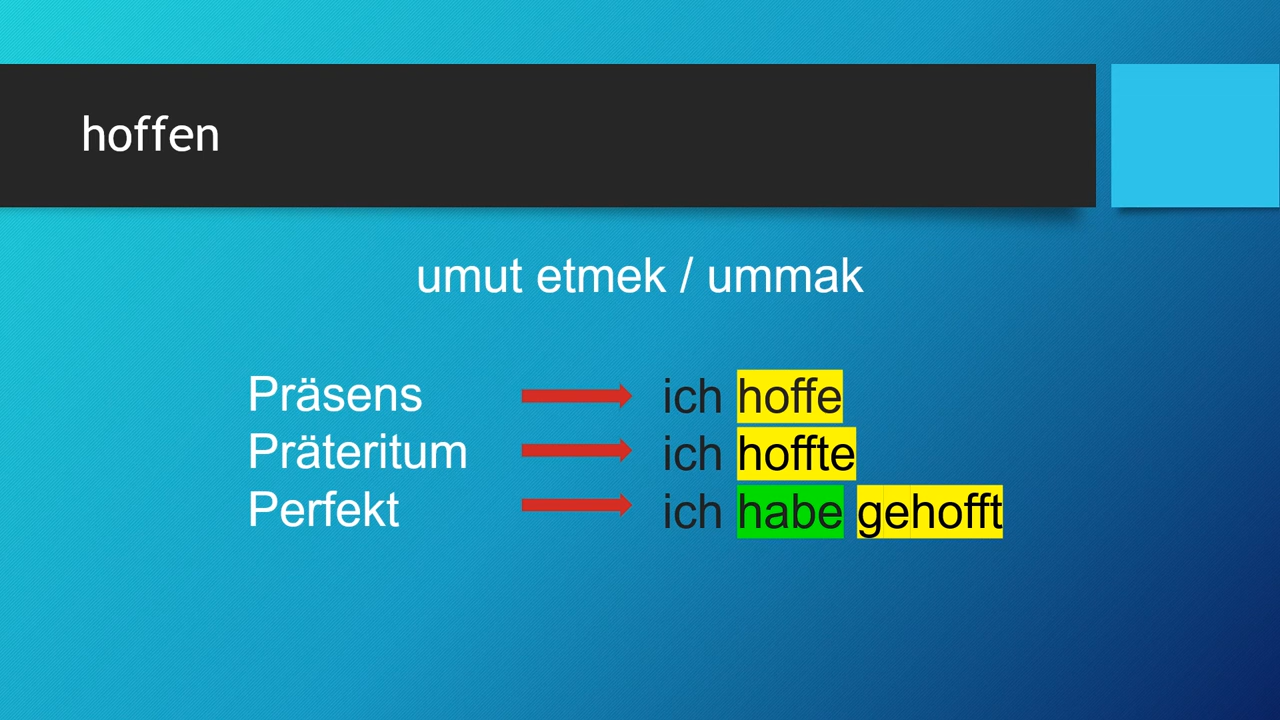 hoffen
umut etmek / ummak
Präsens ich hoffe
Präteritum ich hoffte
Perfekt ich habe gehofft